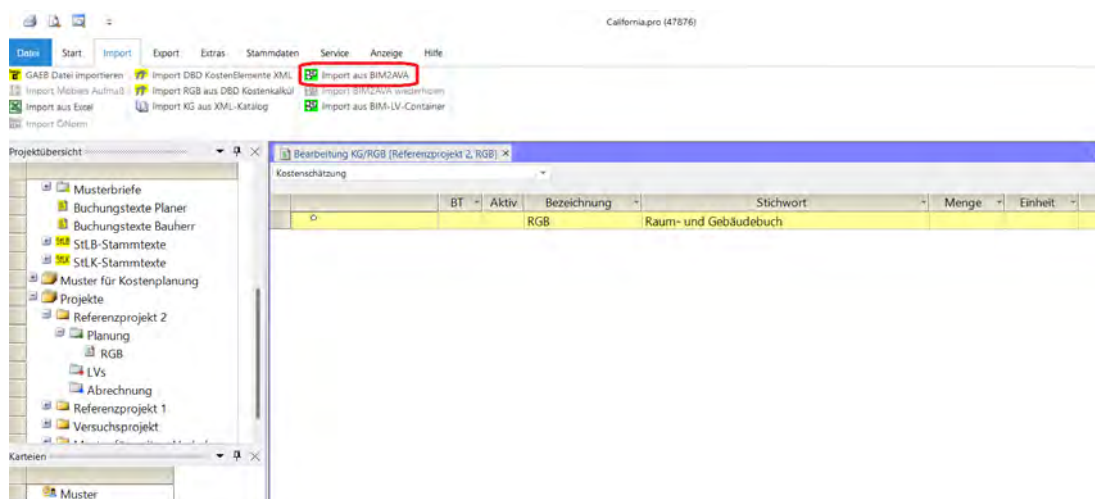 California.pro (47876)
Datei Start Import Export Extras Stammdaten Service Anzeige Hilfe
GAEB Datei importieren Import DBD KostenElemente XML Import aus BIM2AVA
Import Mobiles Aufmaß Import RGB aus DBD Kostenkalkül Import BIM2AVA wiederholen
Import aus Excel Import KG aus XML-Katalog Import aus BIM-LV-Container
Import ÖNorm
Projektübersicht
Bearbeitung KG/RGB [Referenzprojekt 2, RGB]
Kostenschätzung
BT Aktiv Bezeichnung Stichwort Menge Einheit
RGB Raum- und Gebäudebuch
Musterbriefe
Buchungstexte Planer
Buchungstexte Bauherr
StLB-Stammtexte
StLK-Stammtexte
Muster für Kostenplanung
Projekte
Referenzprojekt 2
Planung
RGB
LVs
Abrechnung
Referenzprojekt 1
Versuchsprojekt
Karteien
Muster